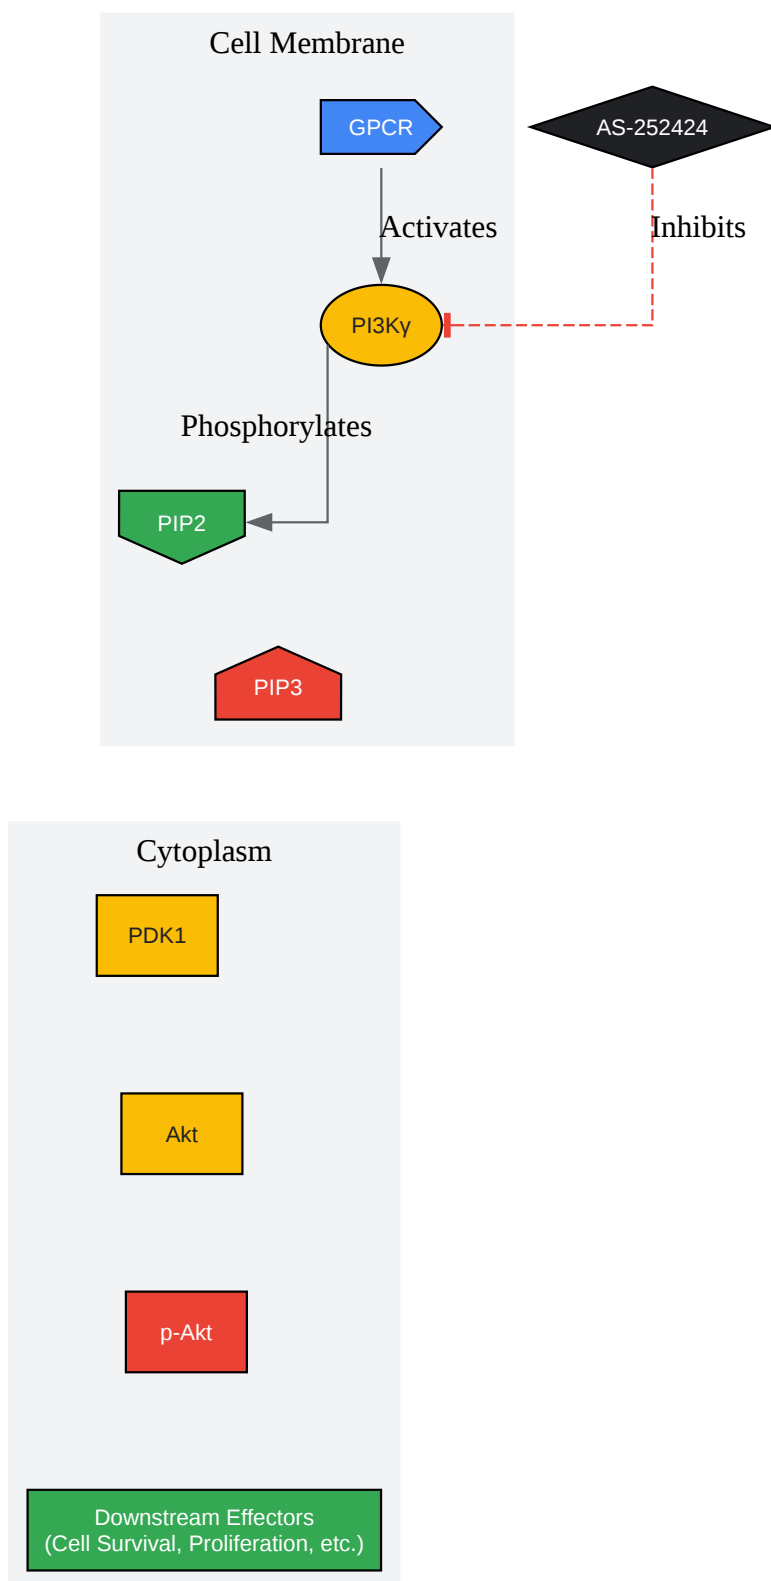 Cell Membrane
GPCR
AS-252424
Activates
Inhibits
PI3Kγ
Phosphorylates
PIP2
PIP3
Cytoplasm
PDK1
Akt
p-Akt
Downstream Effectors
(Cell Survival, Proliferation, etc.)